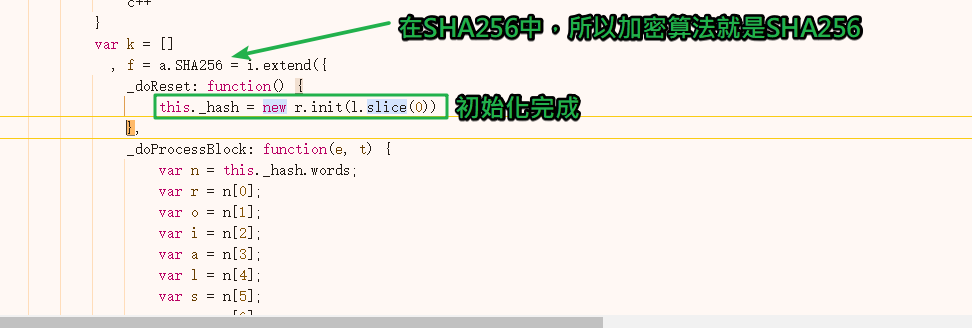 c++
}
var k = []
, f = a.SHA256 = i.extend({
在SHA256中，所以加密算法就是SHA256
_doReset: function() {
this._hash = new r.init(l.slice(0))
初始化完成
},
_doProcessBlock: function(e, t) {
var n = this._hash.words;
var r = n[0];
var o = n[1];
var i = n[2];
var a = n[3];
var l = n[4];
var s = n[5];